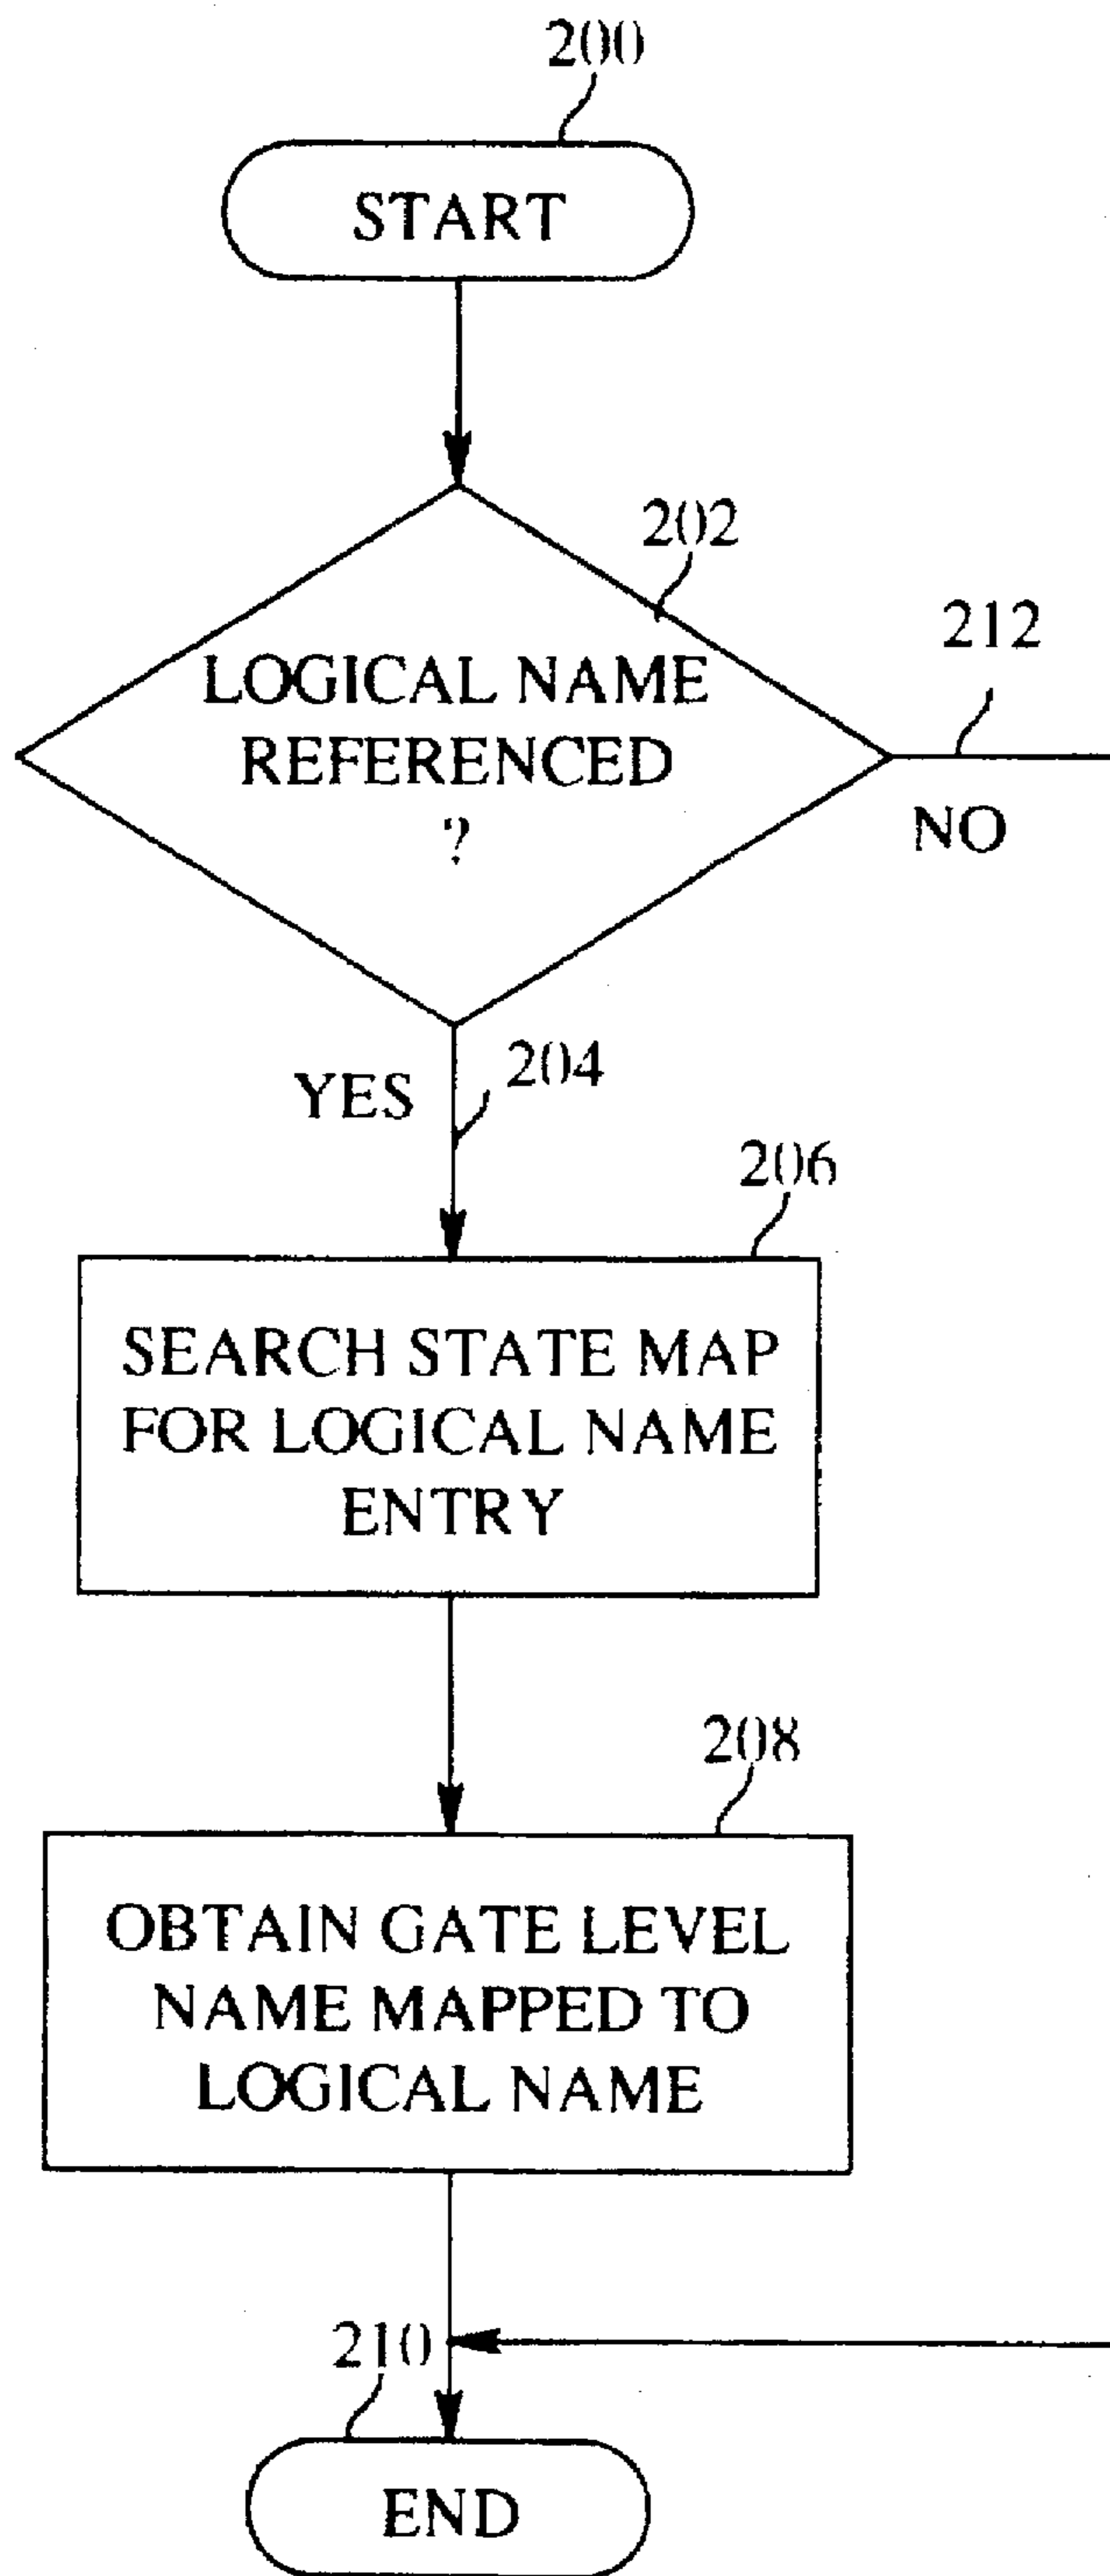 200
START
202
LOGICAL NAME
REFERENCED
?
212
NO
YES
204
206
SEARCH STATE MAP
FOR LOGICAL NAME
ENTRY
208
OBTAIN GATE LEVEL
NAME MAPPED TO
LOGICAL NAME
210
END